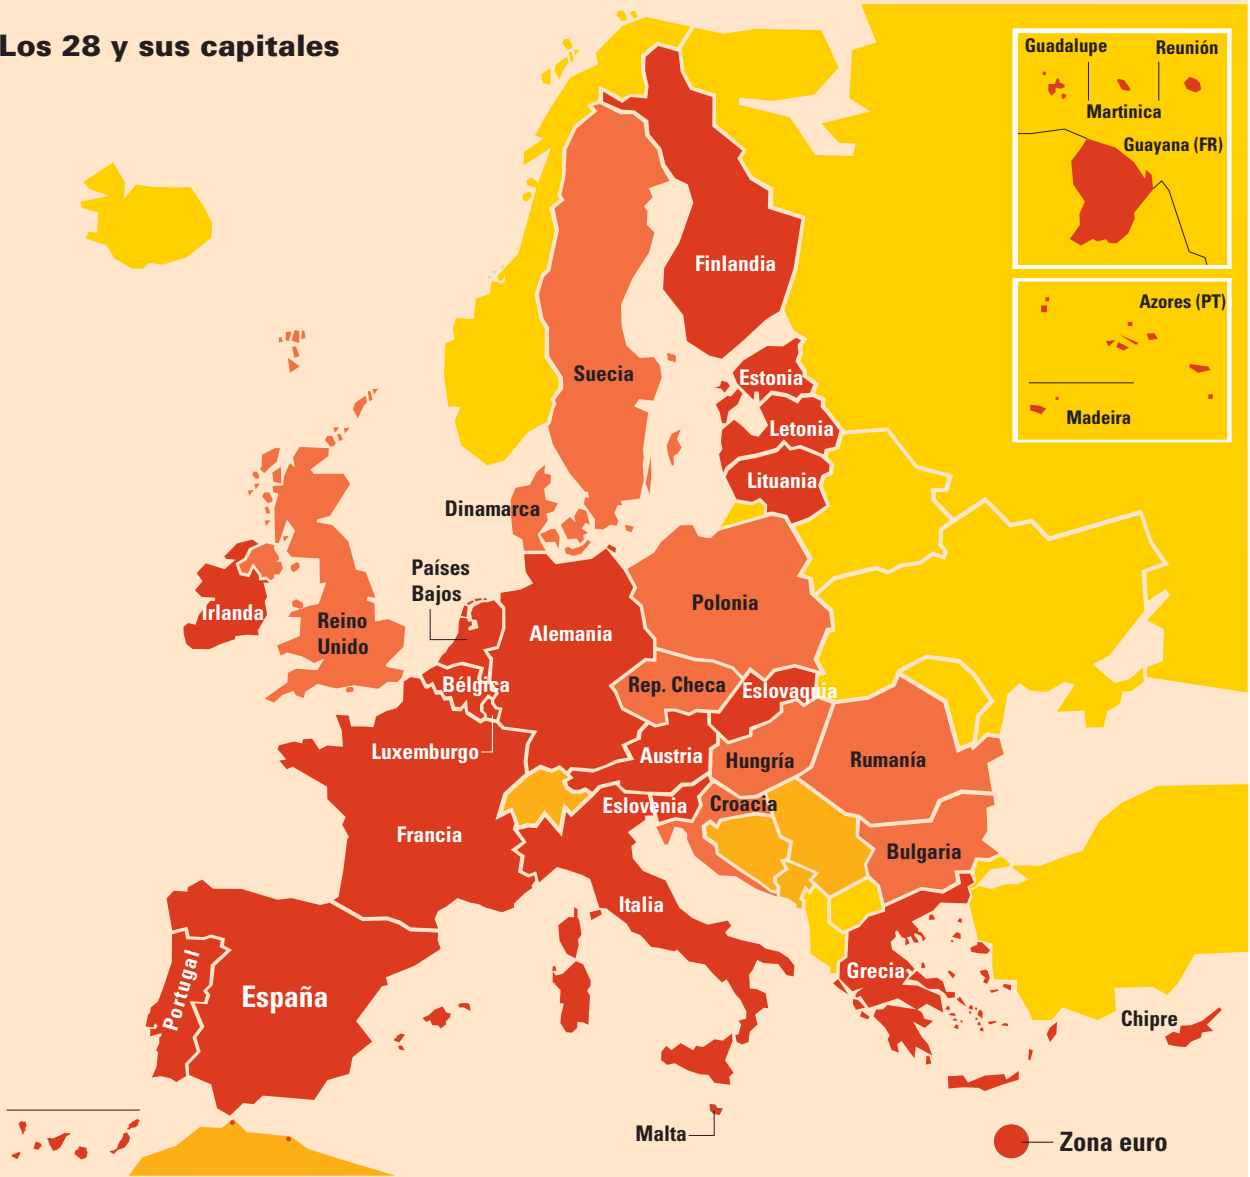 Los 28 y sus capitales
Guadalupe
Reunión
Martinica
Guayana (FR)
Azores (PT)
Madeira
Finlandia
Suecia
Estonia
Letonia
Lituania
Dinamarca
Países
Bajos
Irlanda
Reino
Unido
Alemania
Polonia
Bélgica
Rep. Checa
Eslovaquia
Luxemburgo
Austria
Hungría
Rumanía
Eslovenia
Croacia
Francia
Bulgaria
Italia
Portugal
España
Grecia
Chipre
Malta
Zona euro